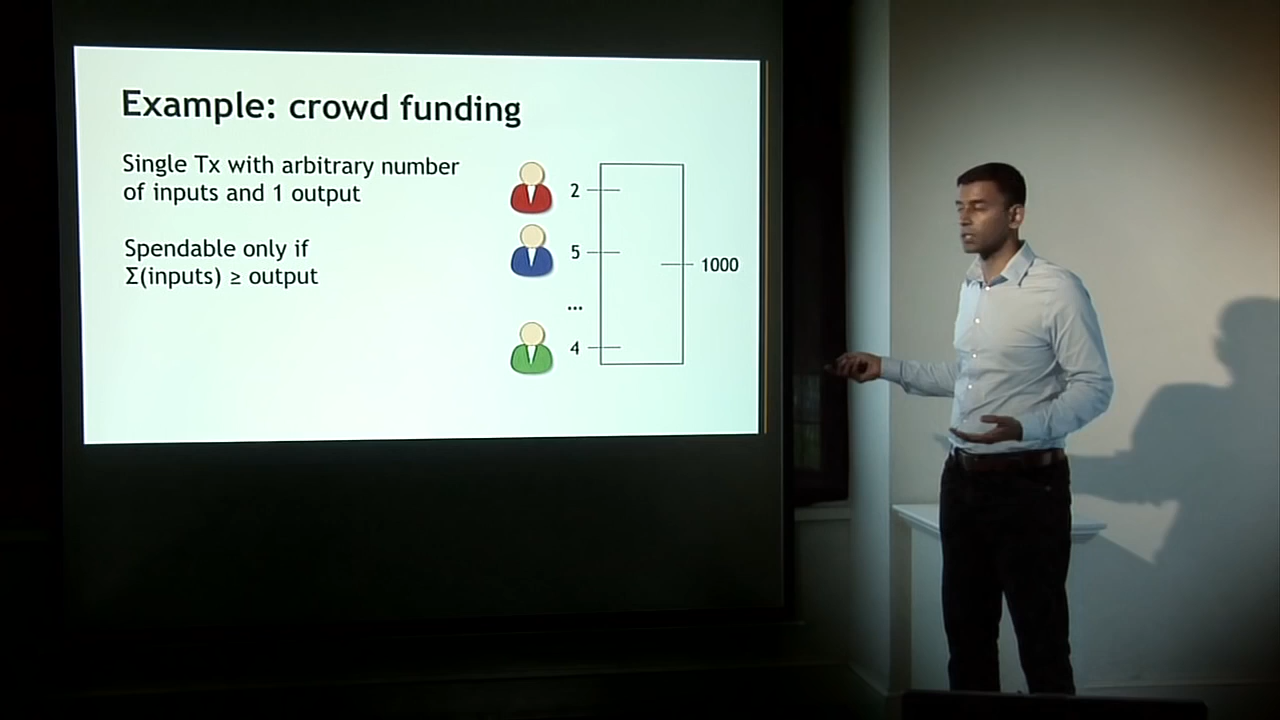 Example: crowd funding
Single Tx with arbitrary number
of inputs and 1 output
Spendable only if
Σ(inputs) ≥ output
2
5
...
4
1000